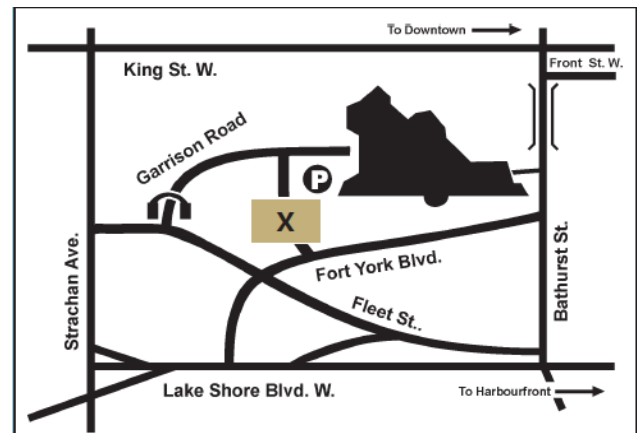 To Downtown
King St. W.
Front St. W.
Garrison Road
P
X
Fort York Blvd.
Strachan Ave.
Bathurst St.
Fleet St..
Lake Shore Blvd. W.
To Harbourfront